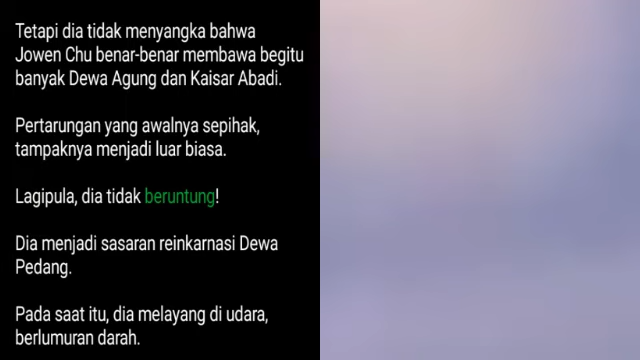 Tetapi dia tidak menyangka bahwa
Jowen Chu benar-benar membawa begitu
banyak Dewa Agung dan Kaisar Abadi.
Pertarungan yang awalnya sepihak,
tampaknya menjadi luar biasa.
Lagipula, dia tidak beruntung!
Dia menjadi sasaran reinkarnasi Dewa
Pedang.
Pada saat itu, dia melayang di udara,
berlumuran darah.